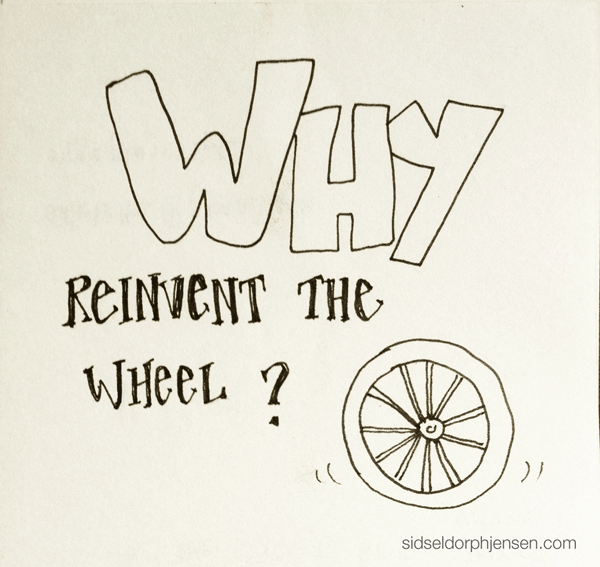 WHY
REINVENT THE
WHEEL ?
sidseldorphjensen.com